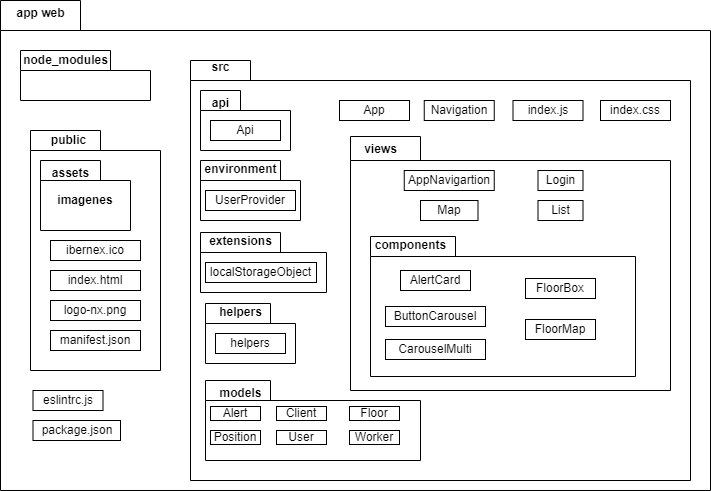 app web
node_modules
public
assets
imagenes
ibernex.ico
index.html
logo-nx.png
manifest.json
eslintrc.js
package.json
src
api
Api
environment
UserProvider
extensions
localStorageObject
helpers
helpers
models
Alert Client Floor
Position User Worker
App Navigation index.js index.css
views
AppNavigartion Login
Map List
components
AlertCard
FloorBox
ButtonCarousel
FloorMap
CarouselMulti